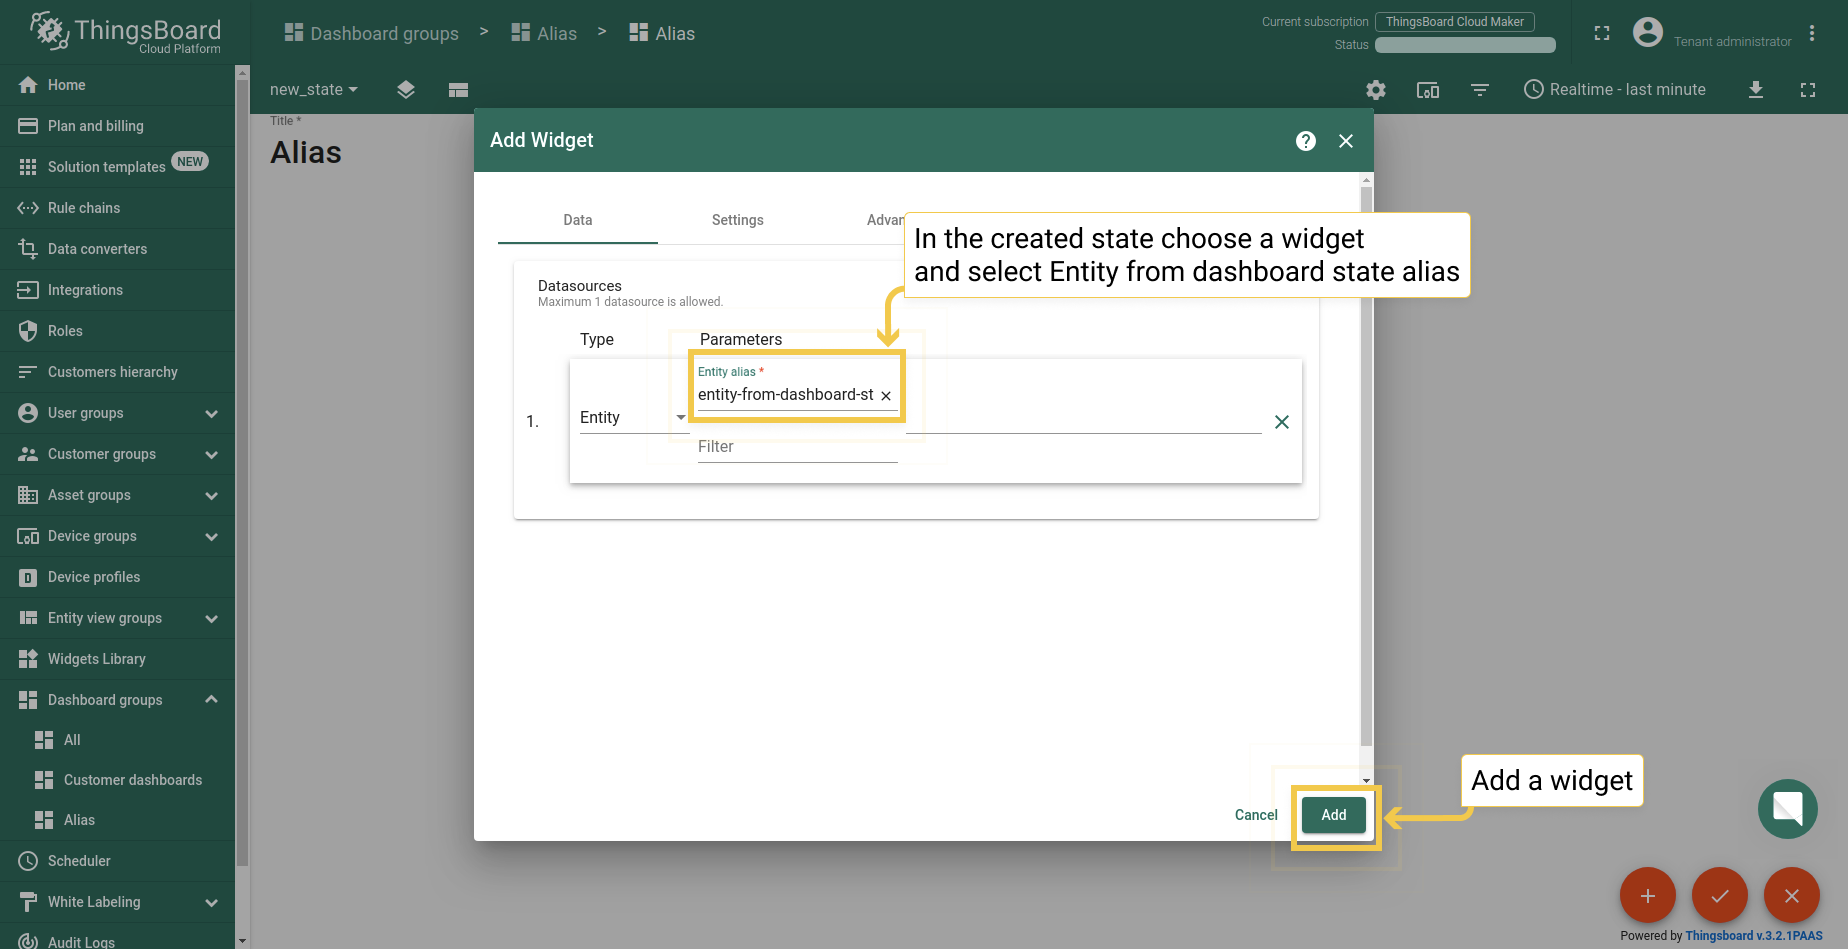 ThingsBoard
Cloud Platform
Dashboard groups > Alias > Alias
Current subscription ThingsBoard Cloud Maker
Status
Tenant administrator
new_state
Realtime - last minute
Home
Plan and billing
Solution templates NEW
Rule chains
Data converters
Integrations
Roles
Customers hierarchy
User groups
Customer groups
Asset groups
Device groups
Device profiles
Entity view groups
Widgets Library
Dashboard groups
All
Customer dashboards
Alias
Scheduler
White Labeling
Audit Logs
Title *
Alias
Add Widget
Data Settings Advan
In the created state choose a widget
and select Entity from dashboard state alias
Datasources
Maximum 1 datasource is allowed.
Type Parameters
Entity alias *
entity-from-dashboard-st
1. Entity
Filter
Cancel Add
Add a widget
Powered by Thingsboard v.3.2.1PAAS